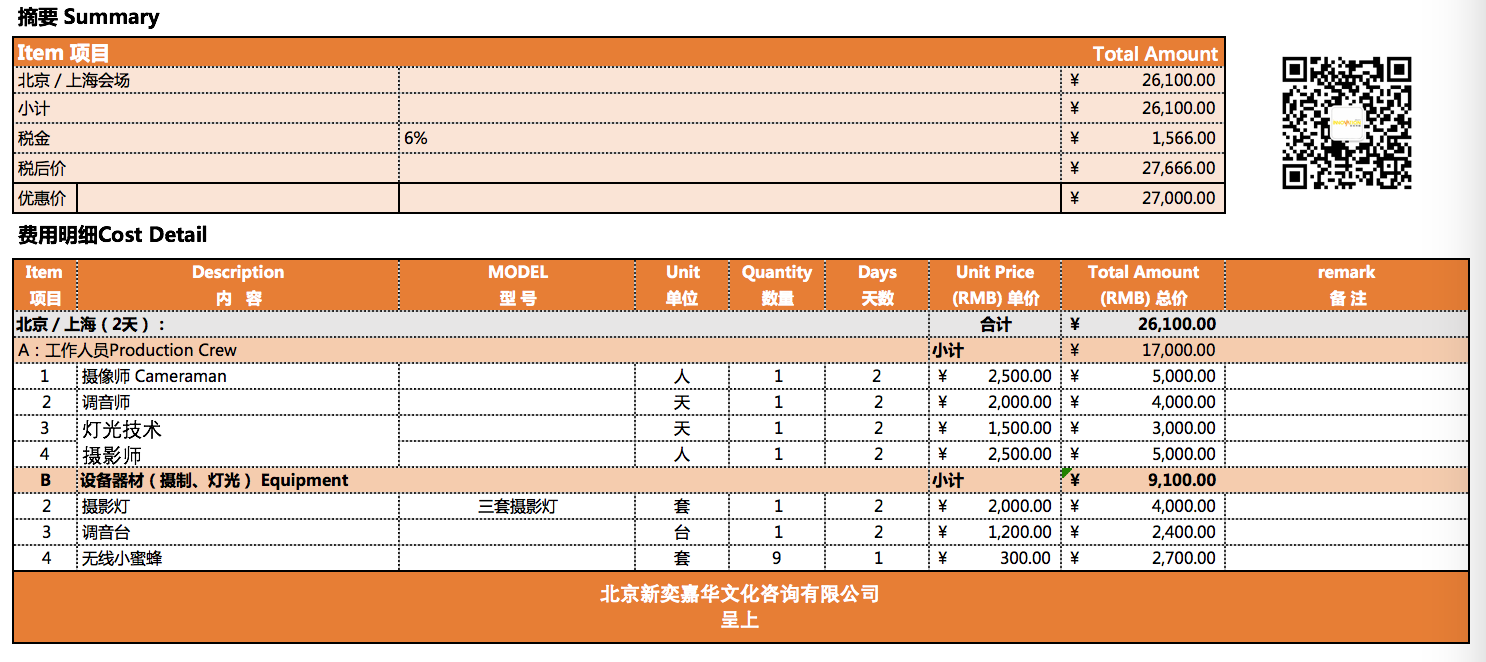 摘要 Summary
Item 项目 Total Amount
北京 / 上海会场 ¥ 26,100.00
小计 ¥ 26,100.00
税金 6% ¥ 1,566.00
税后价 ¥ 27,666.00
优惠价 ¥ 27,000.00
费用明细Cost Detail
Item Description MODEL Unit Quantity Days Unit Price Total Amount remark
项目 内 容 型 号 单位 数量 天数 (RMB) 单价 (RMB) 总价 备 注
北京 / 上海（2天）： 合计 ¥ 26,100.00
A：工作人员Production Crew 小计 ¥ 17,000.00
1 摄像师 Cameraman 人 1 2 ¥ 2,500.00 ¥ 5,000.00
2 调音师 天 1 2 ¥ 2,000.00 ¥ 4,000.00
3 灯光技术 天 1 2 ¥ 1,500.00 ¥ 3,000.00
4 摄影师 人 1 2 ¥ 2,500.00 ¥ 5,000.00
B 设备器材（摄制、灯光） Equipment 小计 ¥ 9,100.00
2 摄影灯 三套摄影灯 套 1 2 ¥ 2,000.00 ¥ 4,000.00
3 调音台 台 1 2 ¥ 1,200.00 ¥ 2,400.00
4 无线小蜜蜂 套 9 1 ¥ 300.00 ¥ 2,700.00
北京新奕嘉华文化咨询有限公司
呈上